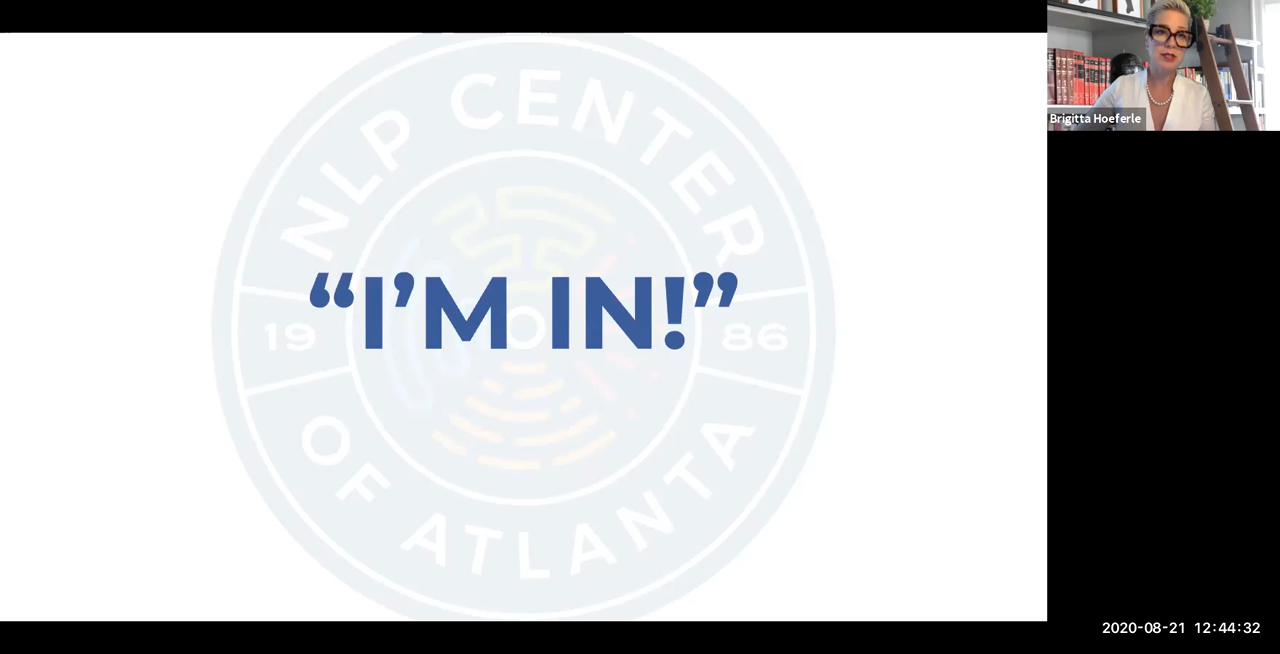 NLP CENTER
“I’M IN!”
19 86
OF ATLANTA
Brigitta Hoeferle
2020-08-21 12:44:32